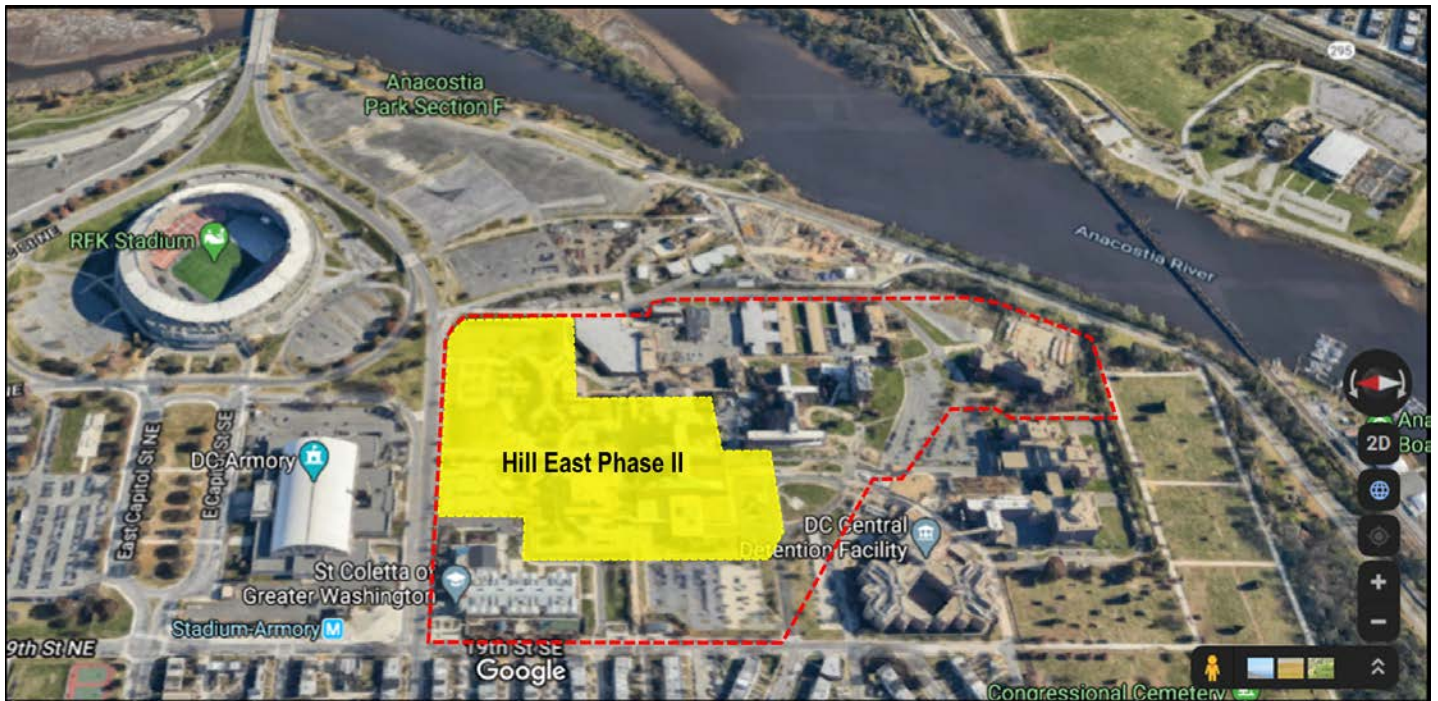 295
Anacostia
Park Section F
RFK Stadium
Anacostia River
DC Armory
East Capitol St NE
E Capitol St SE
Hill East Phase II
DC Central
Detention Facility
St Coletta of
Greater Washington
Stadium-Armory M
9th St NE
19th St SE
Google
Congressional Cemetery
Ana
Boa
2D